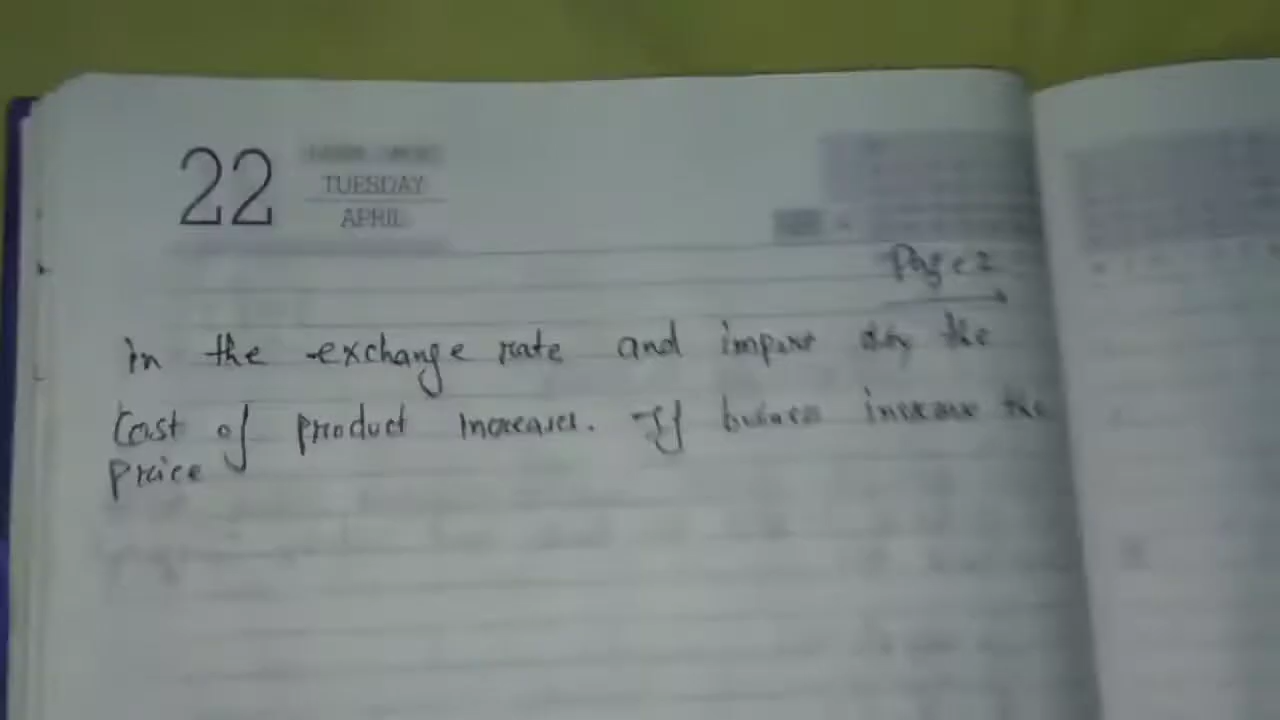 22
TUESDAY
APRIL
Page 2
in the exchange rate and import the
Cost of product increases. If business increase the
price